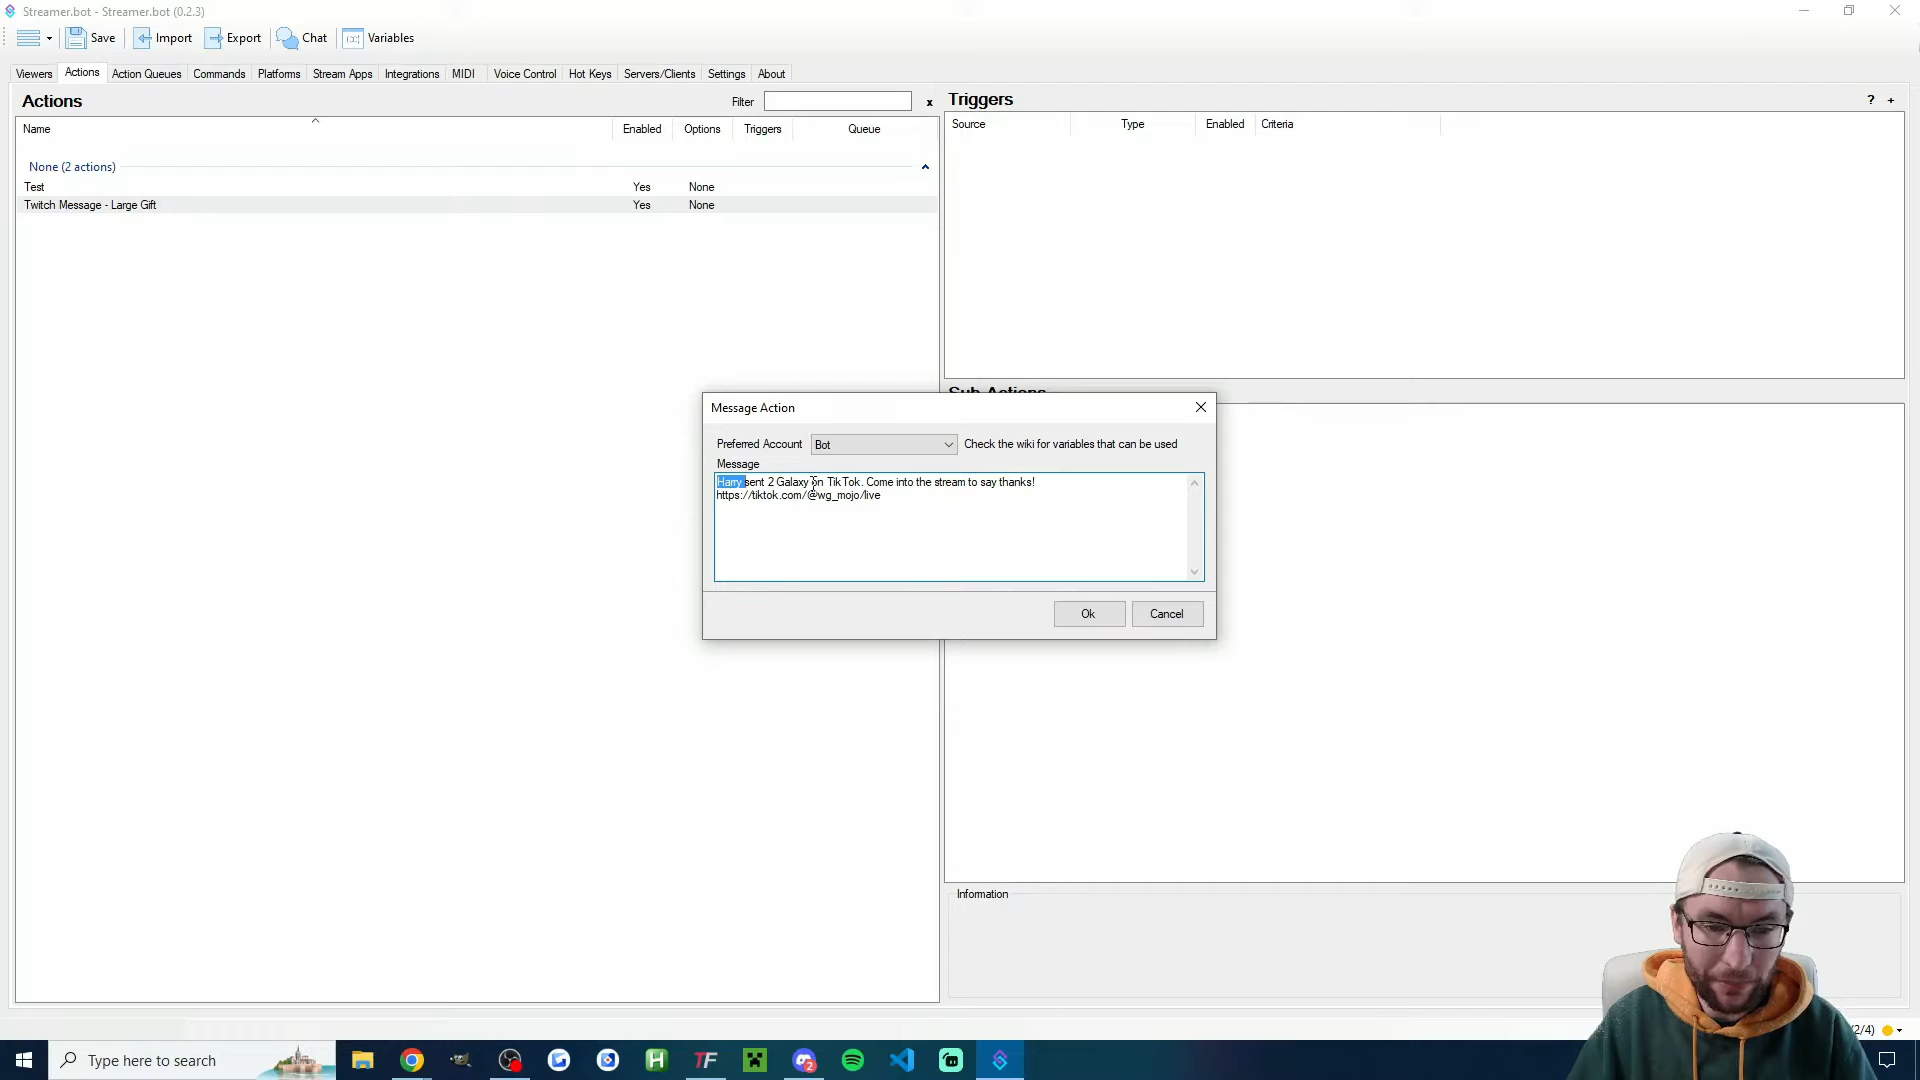 Streamer.bot - Streamer.bot (0.2.3)
Save Import Export Chat Variables
Viewers Actions Action Queues Commands Platforms Stream Apps Integrations MIDI Voice Control Hot Keys Servers/Clients Settings About
Actions
Filter
x
Triggers
? +
Name Enabled Options Triggers Queue
Source Type Enabled Criteria
None (2 actions)
Test Yes None
Twitch Message - Large Gift Yes None
Sub-Actions
Message Action
Preferred Account Bot Check the wiki for variables that can be used
Message
Harry sent 2 Galaxy on TikTok. Come into the stream to say thanks!
https://tiktok.com/@wg_mojo/live
Ok Cancel
Information
2/4)
Type here to search
H
TF
2